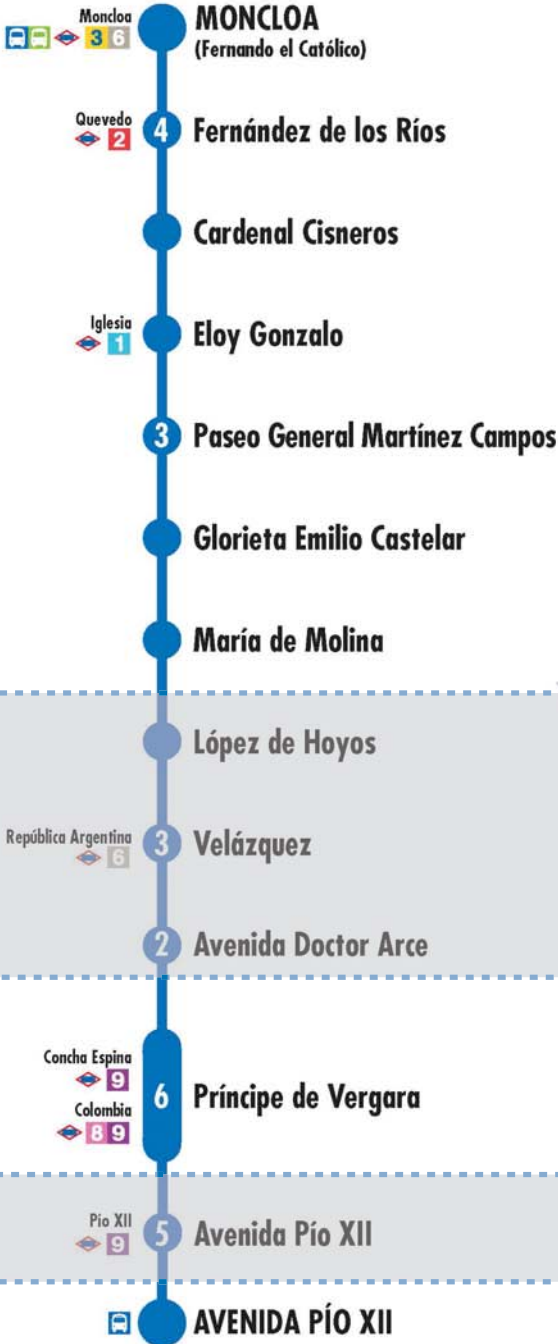 Moncloa
3 6
MONCLOA
(Fernando el Católico)
Quevedo
2
4
Fernández de los Ríos
Cardenal Cisneros
Iglesia
1
Eloy Gonzalo
3
Paseo General Martínez Campos
Glorieta Emilio Castelar
María de Molina
López de Hoyos
República Argentina
6
3
Velázquez
2
Avenida Doctor Arce
Concha Espina
9
Colombia
8 9
6
Príncipe de Vergara
Pío XII
9
5
Avenida Pío XII
AVENIDA PÍO XII